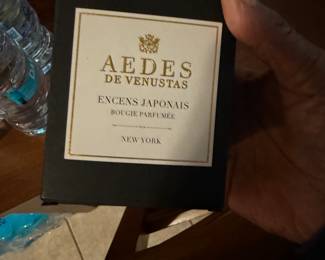 AEDES
DE VENUSTAS
ENCENS JAPONAIS
BOUGIE PARFUMÉE
NEW YORK